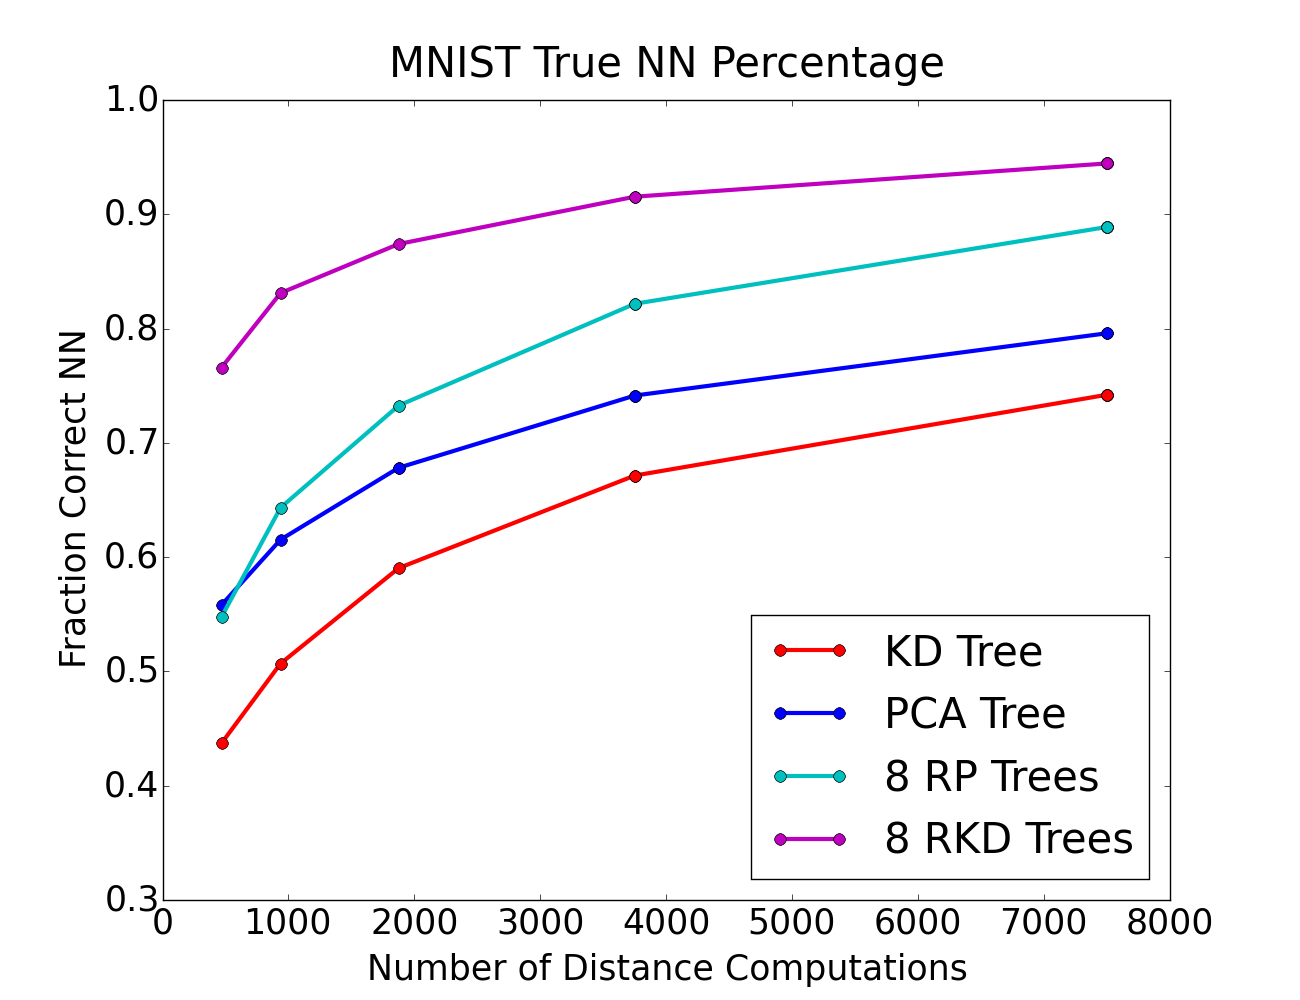 MNIST True NN Percentage
1.0
0.9
0.8
0.7
0.6
0.5
0.4
0.3
Fraction Correct NN
KD Tree
PCA Tree
8 RP Trees
8 RKD Trees
0 1000 2000 3000 4000 5000 6000 7000 8000
Number of Distance Computations